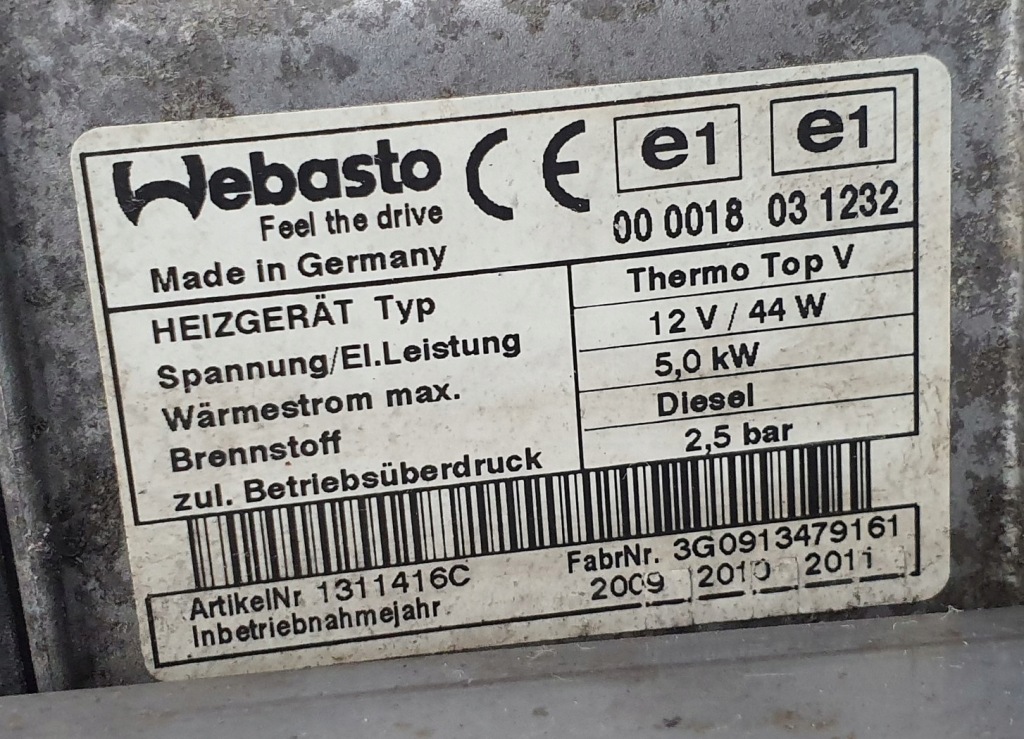 Webasto CE e1 e1
Feel the drive 00 0018 03 1232
Made in Germany
HEIZGERÄT Typ Thermo Top V
Spannung/El.Leistung 12 V / 44 W
Wärmestrom max. 5,0 kW
Brennstoff Diesel
zul. Betriebsüberdruck 2,5 bar
ArtikelNr 1311416C FabrNr. 3G0913479161
Inbetriebnahmejahr 2009 2010 2011